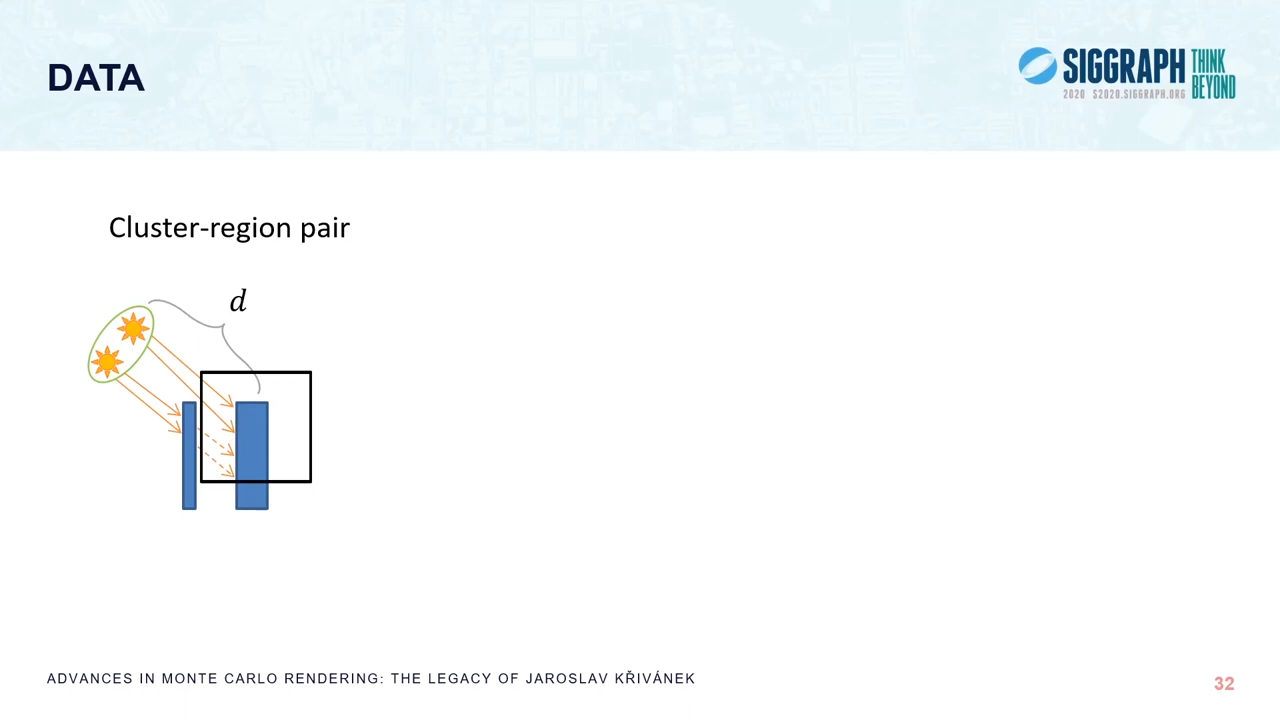 DATA
SIGGRAPH
THINK
BEYOND
2020 S2020.SIGGRAPH.ORG
Cluster-region pair
d
ADVANCES IN MONTE CARLO RENDERING: THE LEGACY OF JAROSLAV KŘIVÁNEK
32